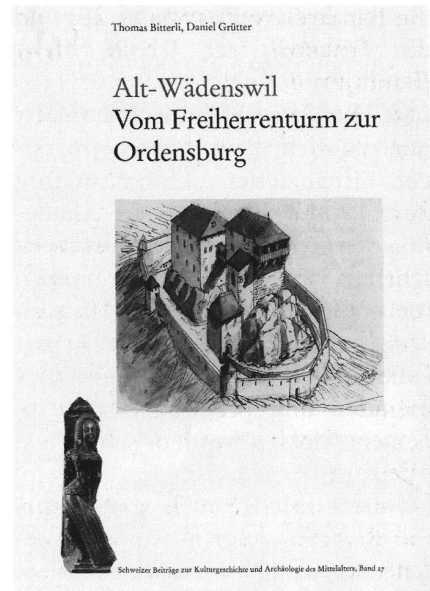 Thomas Bitterli, Daniel Grütter
Alt-Wädenswil
Vom Freiherrenturm zur
Ordensburg
Schweizer Beiträge zur Kulturgeschichte und Archäologie des Mittelalters, Band 27